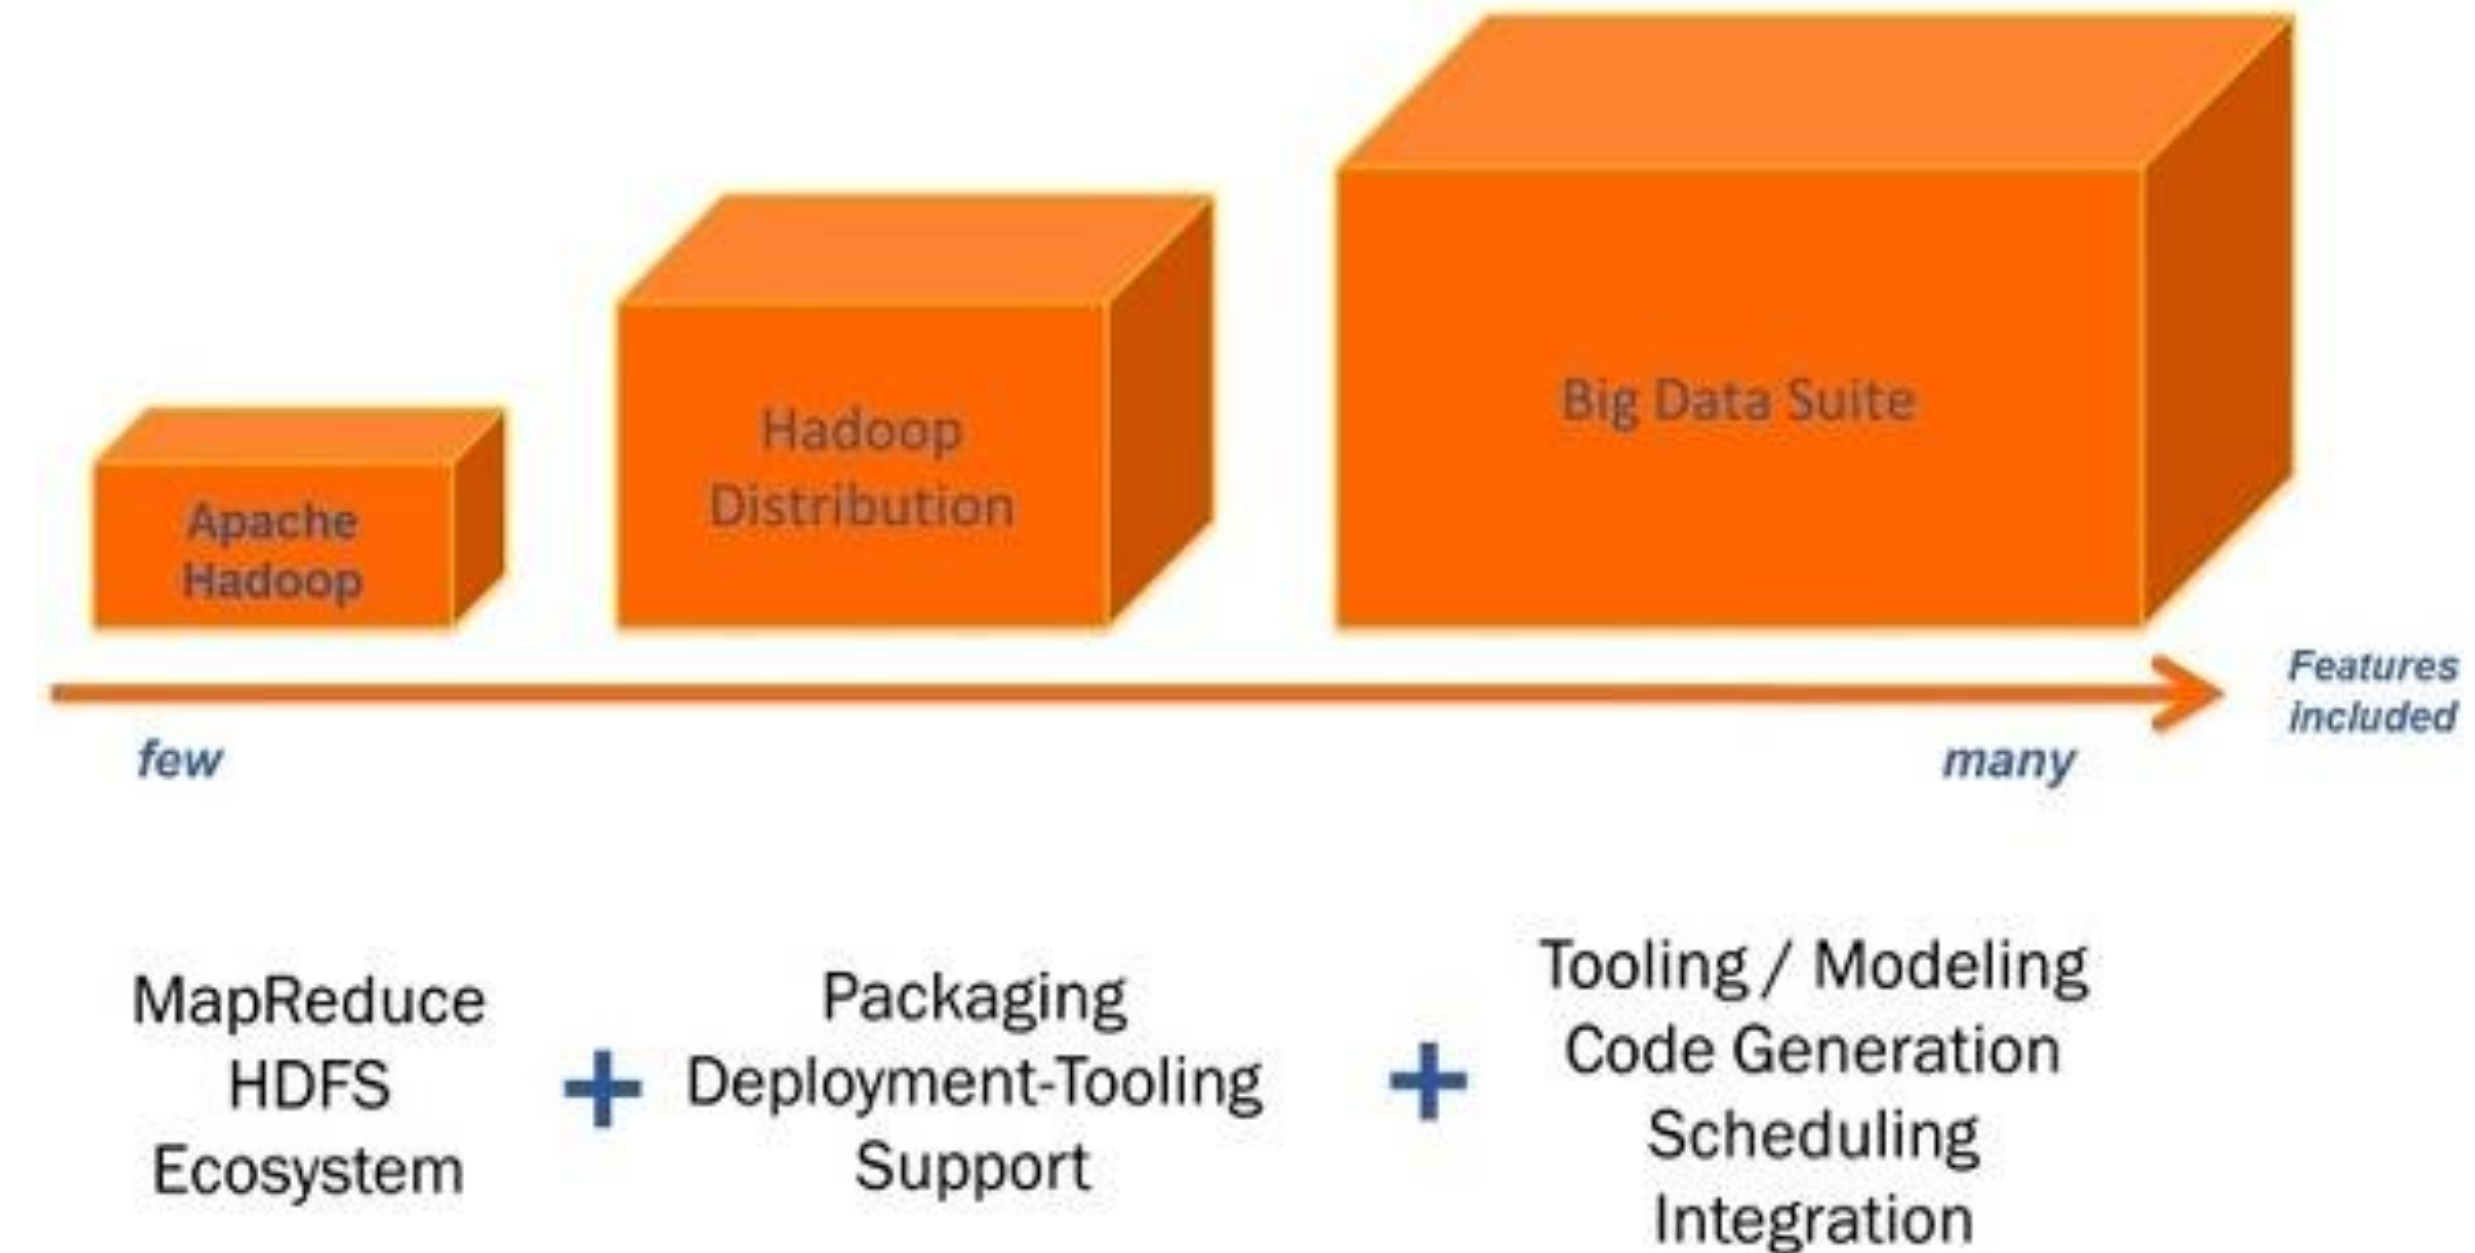 Apache
Hadoop
Hadoop
Distribution
Big Data Suite
few
many
Features
included
MapReduce
HDFS
Ecosystem
+
Packaging
Deployment-Tooling
Support
+
Tooling / Modeling
Code Generation
Scheduling
Integration